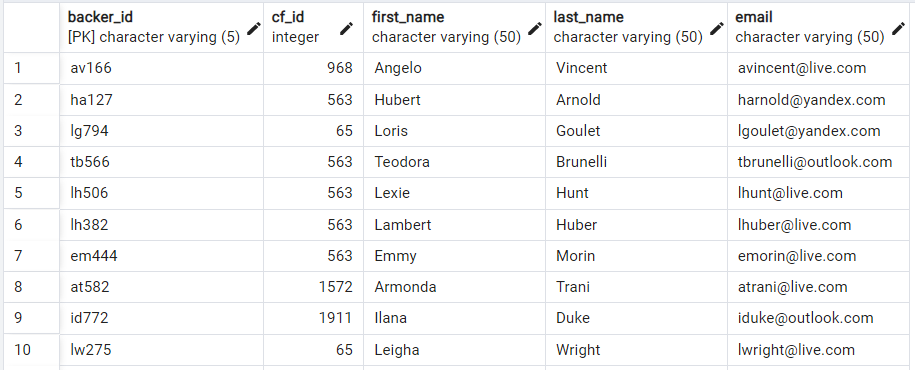 backer_id cf_id first_name last_name email
[PK] character varying (5) integer character varying (50) character varying (50) character varying (50)
1 av166 968 Angelo Vincent avincent@live.com
2 ha127 563 Hubert Arnold harnold@yandex.com
3 lg794 65 Loris Goulet lgoulet@yandex.com
4 tb566 563 Teodora Brunelli tbrunelli@outlook.com
5 lh506 563 Lexie Hunt lhunt@live.com
6 lh382 563 Lambert Huber lhuber@live.com
7 em444 563 Emmy Morin emorin@live.com
8 at582 1572 Armonda Trani atrani@live.com
9 id772 1911 Ilana Duke iduke@outlook.com
10 lw275 65 Leigha Wright lwright@live.com